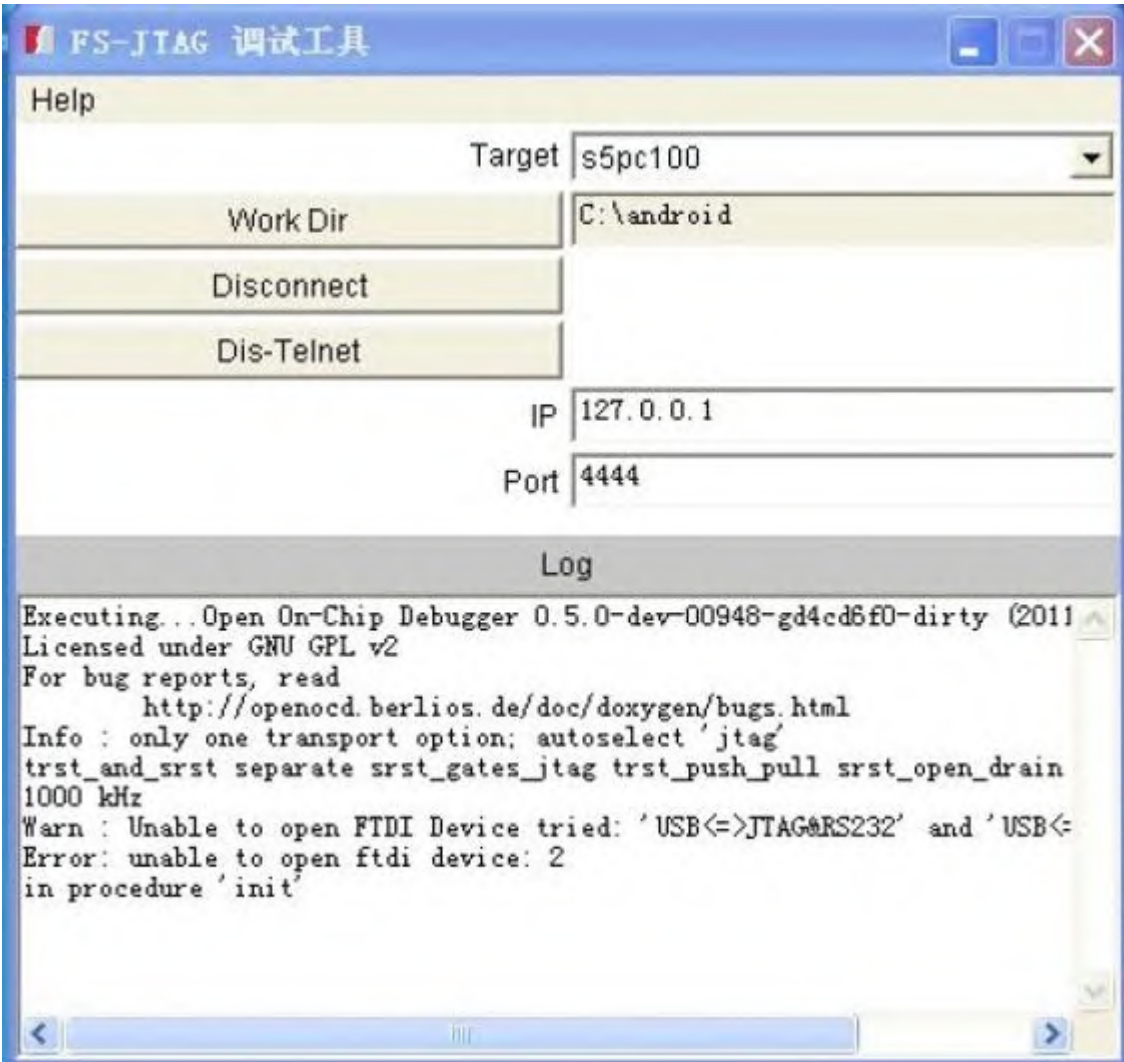 FS-JTAG 调试工具
Help
Target s5pc100
Work Dir C:\android
Disconnect
Dis-Telnet
IP 127.0.0.1
Port 4444
Log
Executing...Open On-Chip Debugger 0.5.0-dev-00948-gd4cd6f0-dirty (2011
Licensed under GNU GPL v2
For bug reports, read
http://openocd.berlios.de/doc/doxygen/bugs.html
Info : only one transport option; autoselect 'jtag'
trst_and_srst separate srst_gates_jtag trst_push_pull srst_open_drain
1000 kHz
Warn : Unable to open FTDI Device tried: 'USB<=>JTAG&RS232' and 'USB<=
Error: unable to open ftdi device: 2
in procedure 'init'